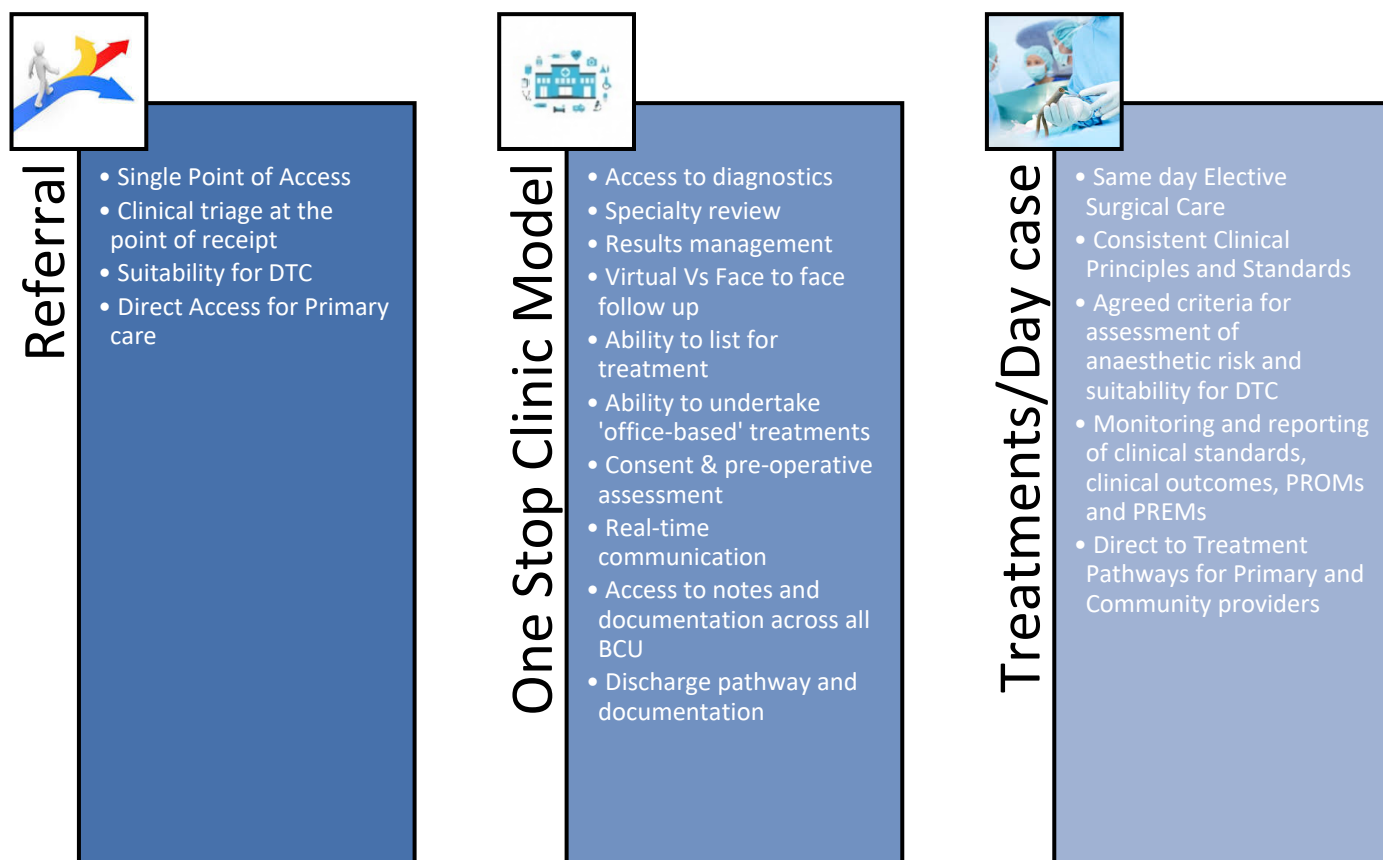 Referral
• Single Point of Access
• Clinical triage at the
point of receipt
• Suitability for DTC
• Direct Access for Primary
care
One Stop Clinic Model
• Access to diagnostics
• Specialty review
• Results management
• Virtual Vs Face to face
follow up
• Ability to list for
treatment
• Ability to undertake
'office-based' treatments
• Consent & pre-operative
assessment
• Real-time
communication
• Access to notes and
documentation across all
BCU
• Discharge pathway and
documentation
Treatments/Day case
• Same day Elective
Surgical Care
• Consistent Clinical
Principles and Standards
• Agreed criteria for
assessment of
anaesthetic risk and
suitability for DTC
• Monitoring and reporting
of clinical standards,
clinical outcomes, PROMs
and PREMs
• Direct to Treatment
Pathways for Primary and
Community providers